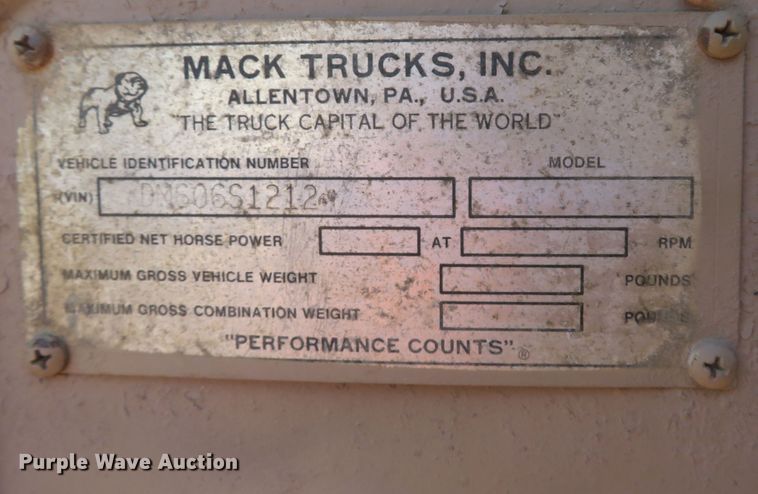 MACK TRUCKS, INC.
ALLENTOWN, PA., U.S.A.
"THE TRUCK CAPITAL OF THE WORLD"
VEHICLE IDENTIFICATION NUMBER MODEL
(VIN)
CERTIFIED NET HORSE POWER AT RPM
MAXIMUM GROSS VEHICLE WEIGHT POUNDS
MAXIMUM GROSS COMBINATION WEIGHT POUNDS
"PERFORMANCE COUNTS"®
Purple Wave Auction